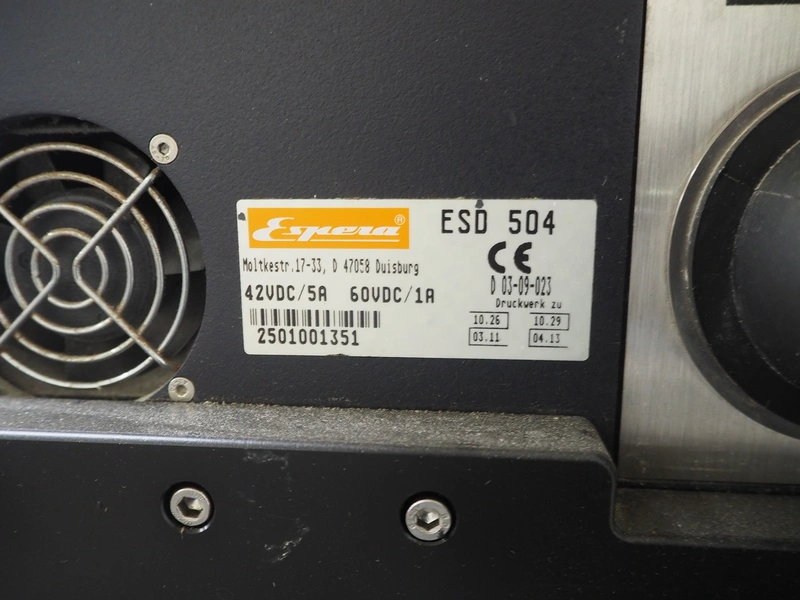 Espera®
ESD 504
CE
Moltkestr.17-33, D 47058 Duisburg
D 03-09-023
42VDC/5A 60VDC/1A
Druckwerk zu
10.26 10.29
03.11 04.13
2501001351